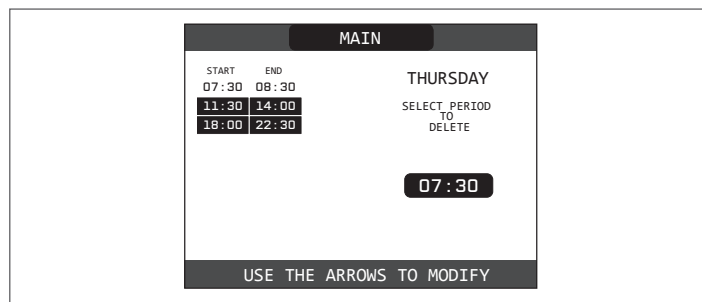 MAIN
START END
07:30 08:30
11:30 14:00
18:00 22:30
THURSDAY
SELECT PERIOD
TO
DELETE
07:30
USE THE ARROWS TO MODIFY